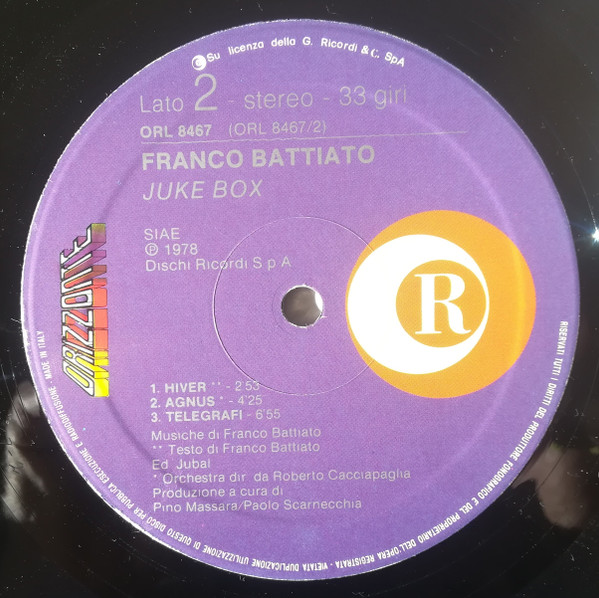 © Su licenza della G. Ricordi & C. SpA
Lato 2 - stereo - 33 giri
ORL 8467 (ORL 8467/2)
FRANCO BATTIATO
JUKE BOX
SIAE
℗ 1978
Dischi Ricordi S p A
ORIZZONTE
R
1. HIVER ** - 2'53
2. AGNUS * - 4'25
3. TELEGRAFI - 6'55
Musiche di Franco Battiato
** Testo di Franco Battiato
Ed. Jubal
* Orchestra dir da Roberto Cacciapaglia
Produzione a cura di
Pino Massara/Paolo Scarnecchia
RISERVATI TUTTI I DIRITTI DEL PRODUTTORE FONOGRAFICO E DEL PROPRIETARIO DELL'OPERA REGISTRATA - VIETATA DUPLICAZIONE UTILIZZAZIONE DI QUESTO DISCO PER PUBBLICA ESECUZIONE E RADIODIFFUSIONE - MADE IN ITALY